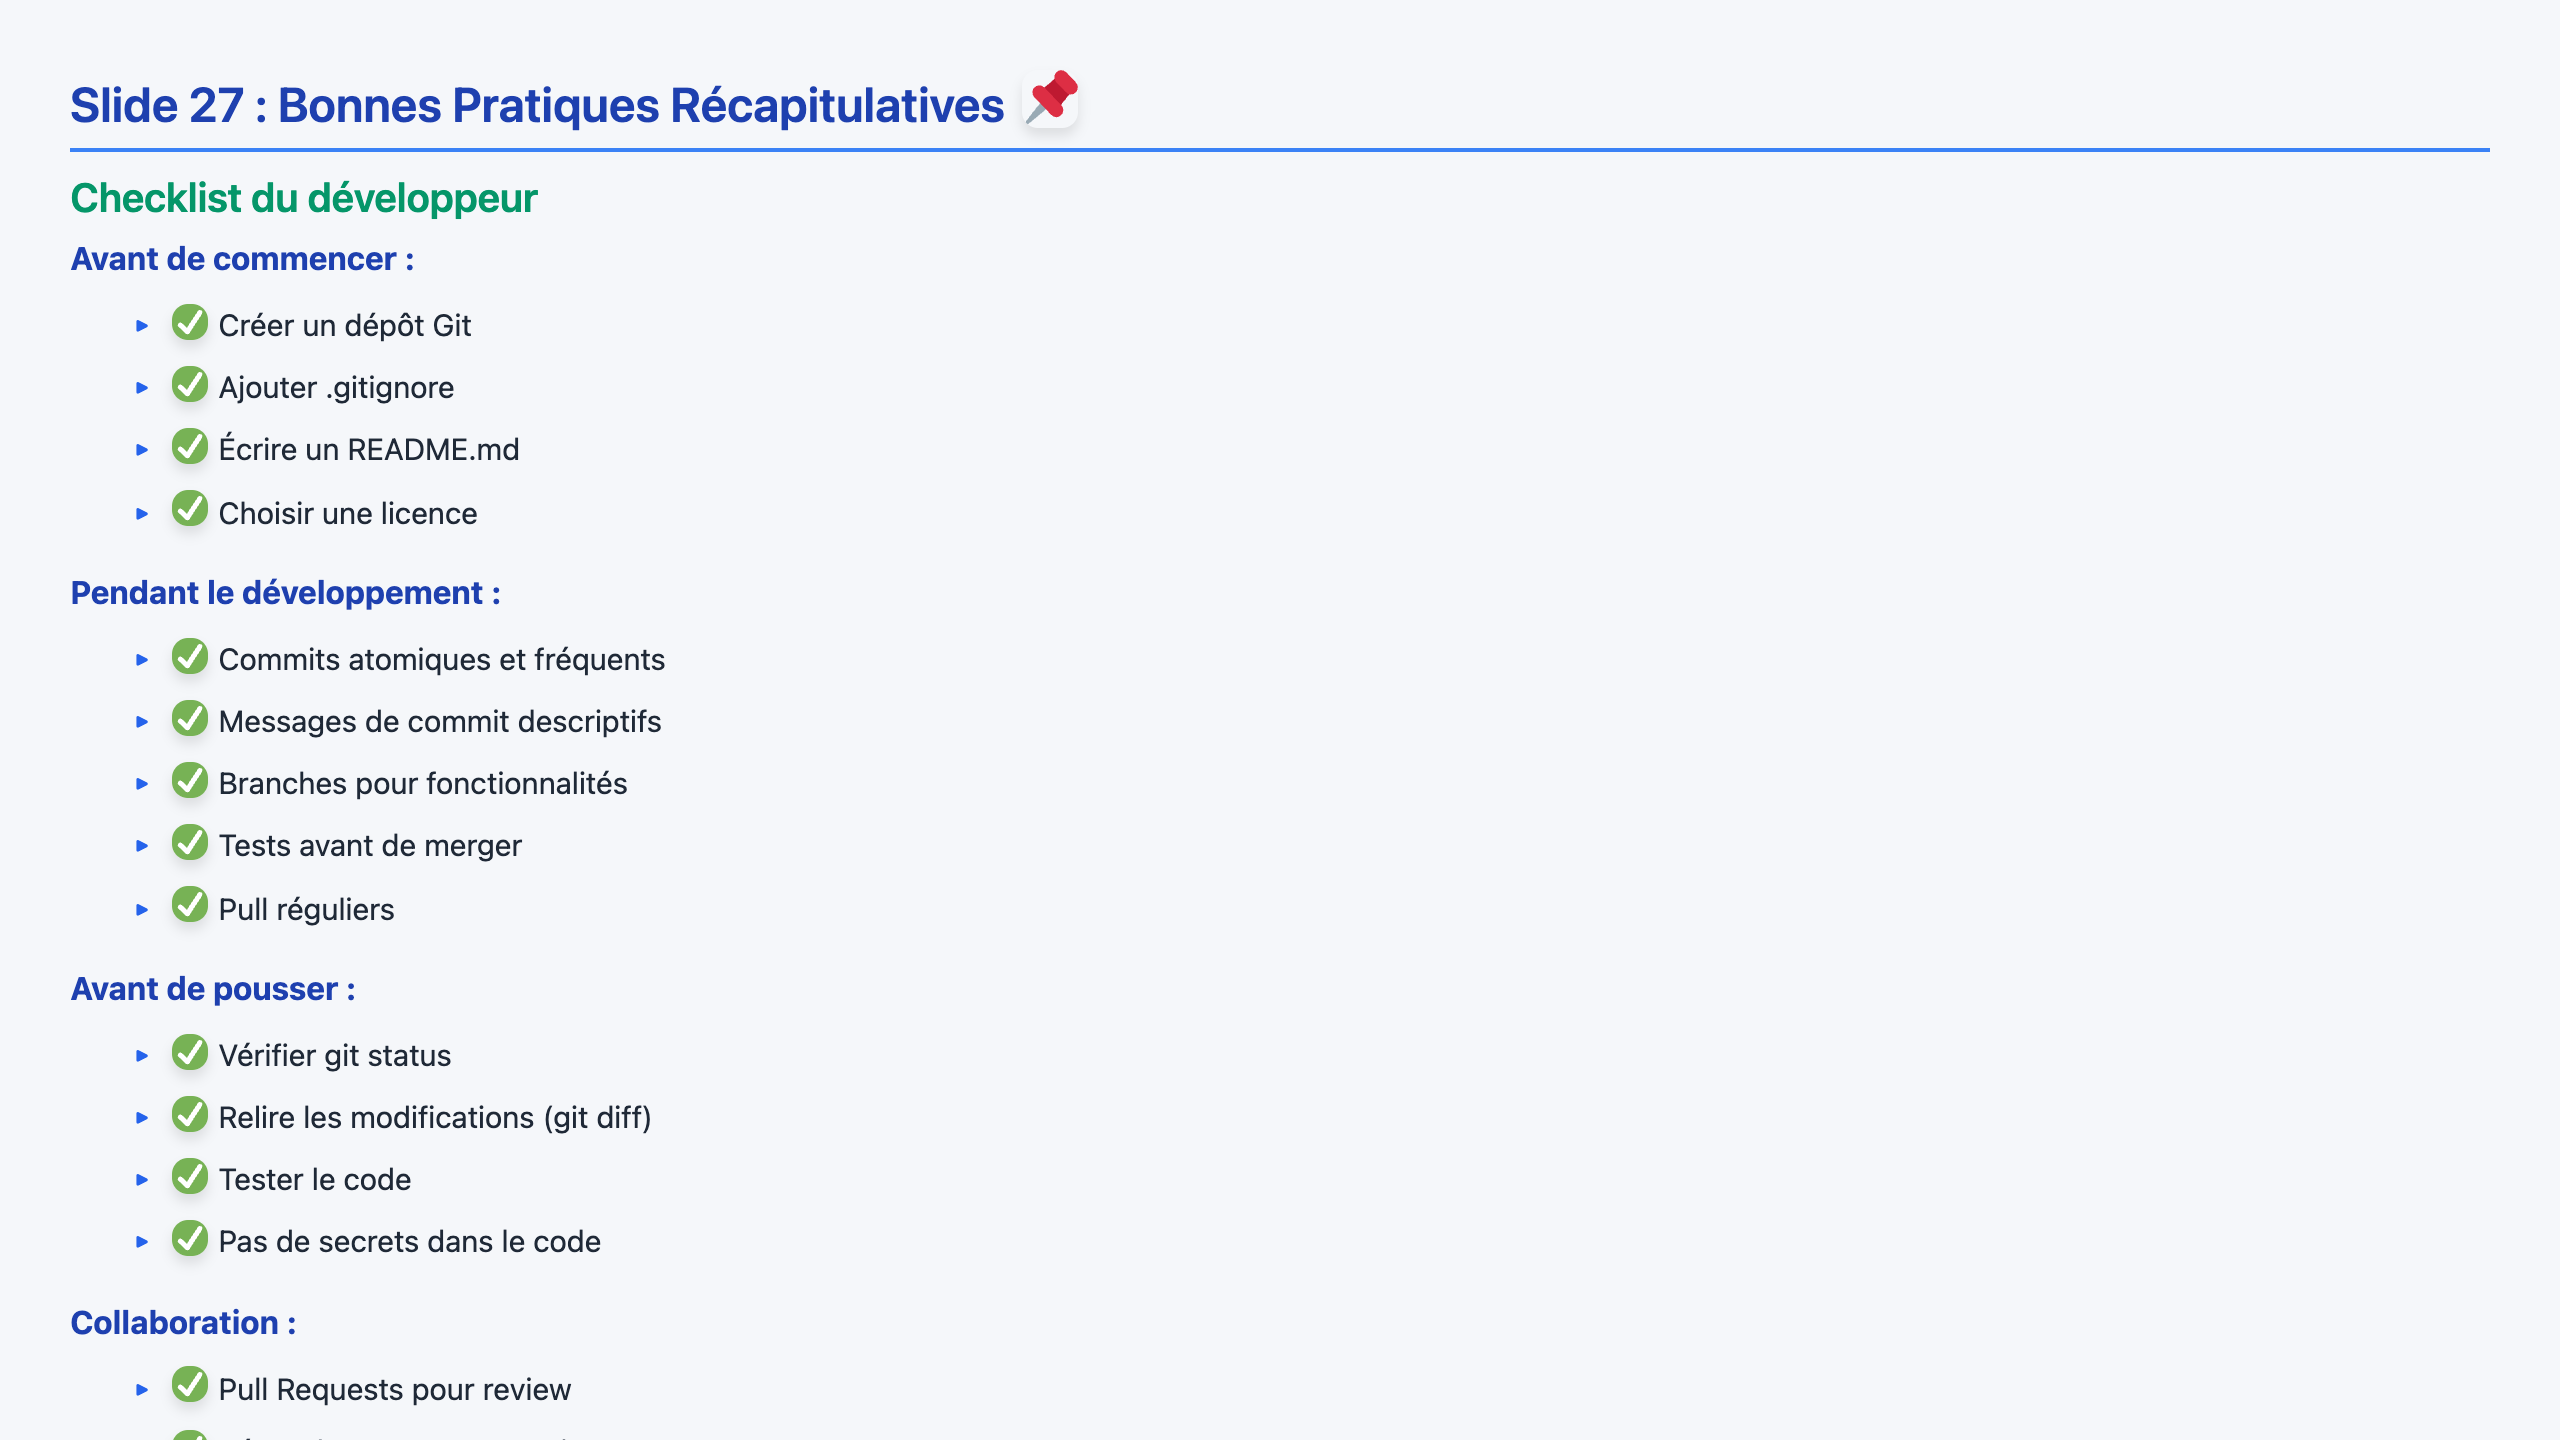 Slide 27 : Bonnes Pratiques Récapitulatives 📌
Checklist du développeur
Avant de commencer :
▸ ✅ Créer un dépôt Git
▸ ✅ Ajouter .gitignore
▸ ✅ Écrire un README.md
▸ ✅ Choisir une licence
Pendant le développement :
▸ ✅ Commits atomiques et fréquents
▸ ✅ Messages de commit descriptifs
▸ ✅ Branches pour fonctionnalités
▸ ✅ Tests avant de merger
▸ ✅ Pull réguliers
Avant de pousser :
▸ ✅ Vérifier git status
▸ ✅ Relire les modifications (git diff)
▸ ✅ Tester le code
▸ ✅ Pas de secrets dans le code
Collaboration :
▸ ✅ Pull Requests pour review